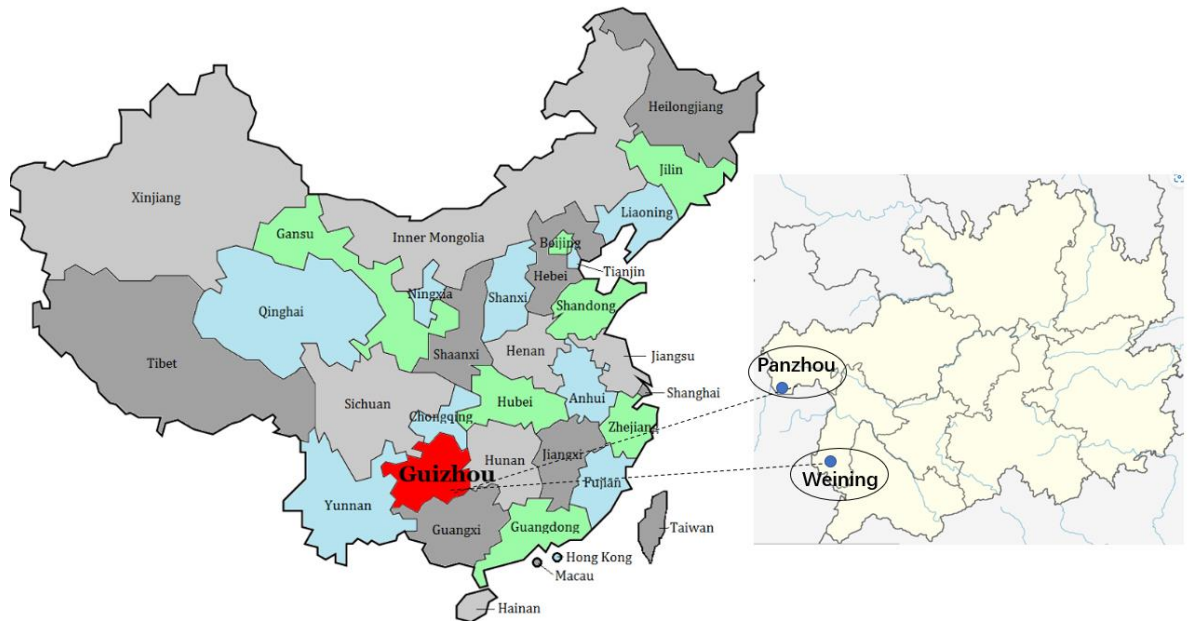 Heilongjiang
Jilin
Xinjiang
Liaoning
Gansu
Inner Mongolia
Beijing
Tianjin
Hebei
Ningxia
Shanxi
Shandong
Qinghai
Shaanxi
Henan
Jiangsu
Tibet
Shanghai
Sichuan
Hubei
Anhui
Chongqing
Zhejiang
Guizhou
Hunan
Jiangxi
Fujian
Yunnan
Guangxi
Guangdong
Taiwan
Hong Kong
Macau
Hainan
Panzhou
Weining